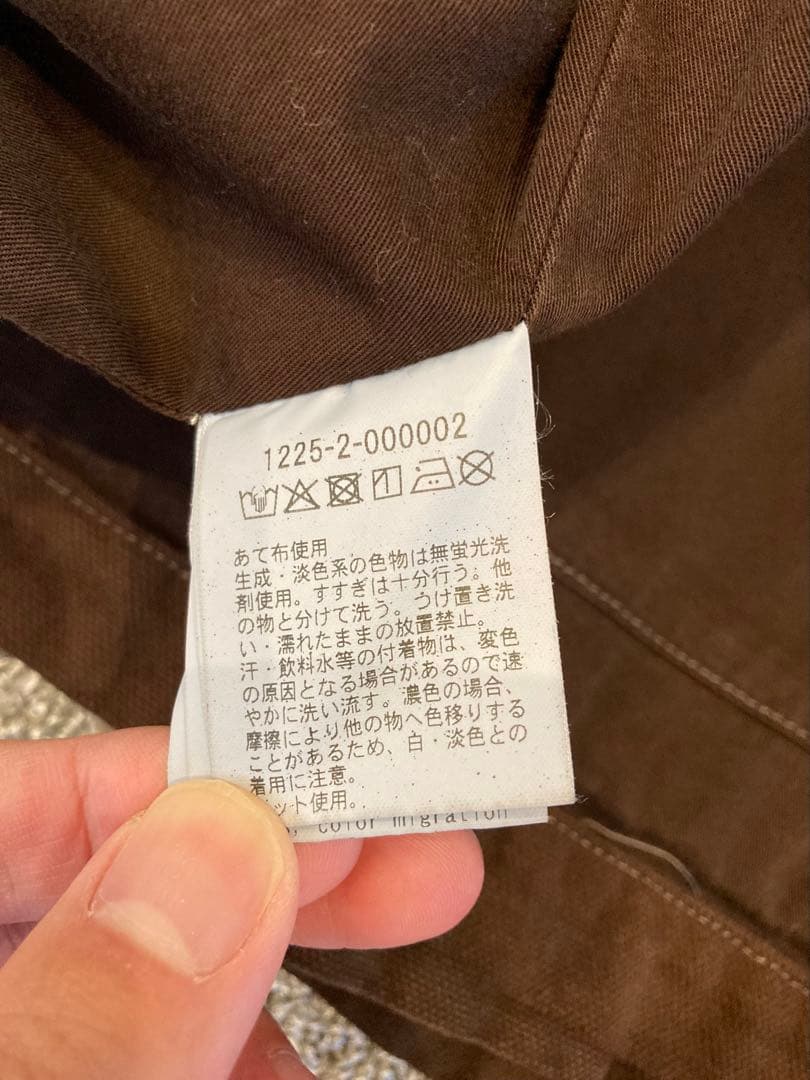 1225-2-000002
あて布使用
生成・淡色系の色物は無蛍光洗
剤使用。すすぎは十分行う。他
の物と分けて洗う。つけ置き洗
い・濡れたままの放置禁止。
汗・飲料水等の付着物は、変色
の原因となる場合があるので速
やかに洗い流す。濃色の場合、
摩擦により他の物へ色移りする
ことがあるため、白・淡色との
着用に注意。
ット使用。
color migration